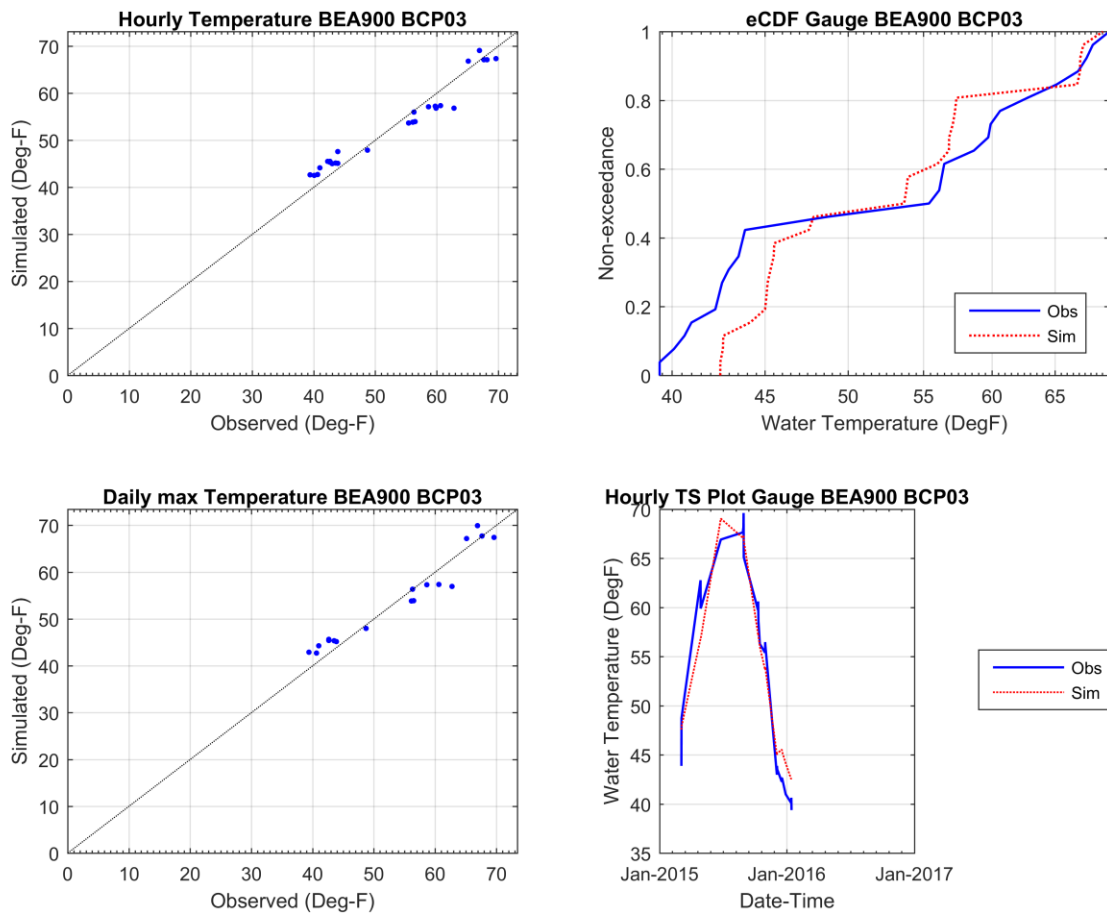 Hourly Temperature BEA900 BCP03
Simulated (Deg-F)
70
60
50
40
30
20
10
0
0 10 20 30 40 50 60 70
Observed (Deg-F)
eCDF Gauge BEA900 BCP03
Non-exceedance
1
0.8
0.6
0.4
0.2
0
40 45 50 55 60 65
Water Temperature (DegF)
Obs
Sim
Daily max Temperature BEA900 BCP03
Simulated (Deg-F)
70
60
50
40
30
20
10
0
0 10 20 30 40 50 60 70
Observed (Deg-F)
Hourly TS Plot Gauge BEA900 BCP03
Water Temperature (DegF)
70
65
60
55
50
45
40
35
Jan-2015 Jan-2016 Jan-2017
Date-Time
Obs
Sim